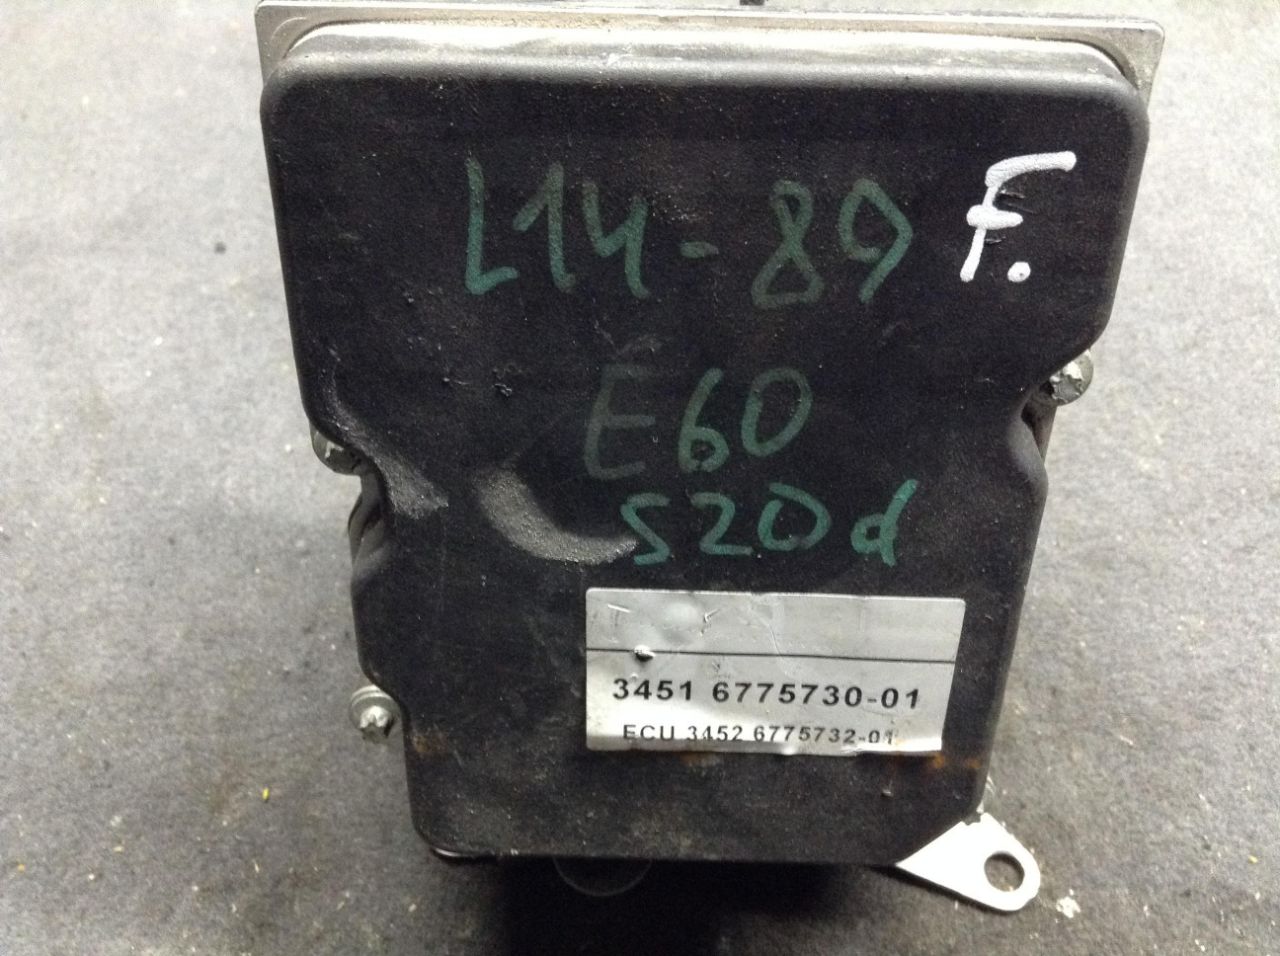 L14-89 F.
E60
520d
3451 6775730-01
ECU 3452 6775732-01